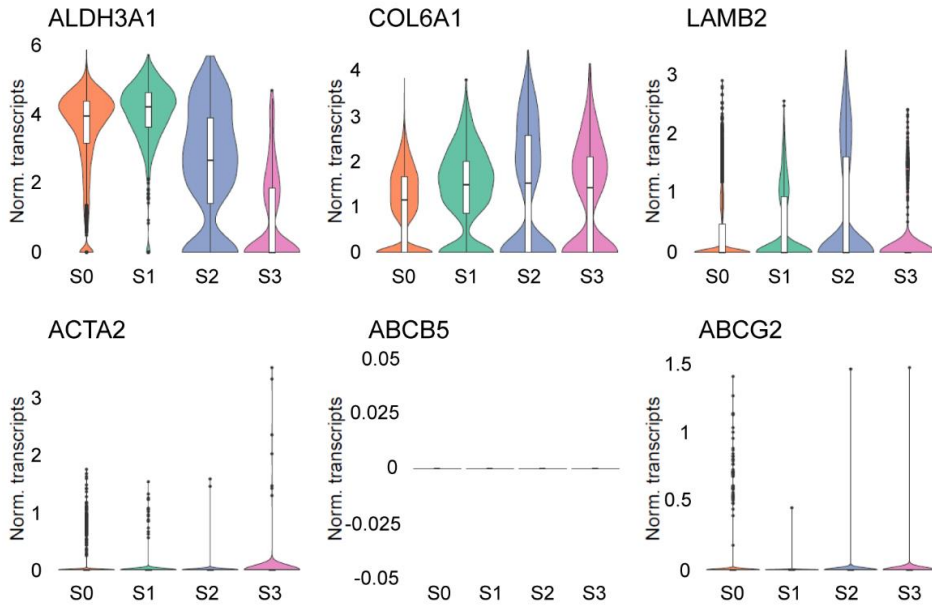 ALDH3A1 COL6A1 LAMB2
Norm. transcripts
6
4
2
0
S0 S1 S2 S3
Norm. transcripts
4
3
2
1
0
S0 S1 S2 S3
Norm. transcripts
3
2
1
0
S0 S1 S2 S3
ACTA2 ABCB5 ABCG2
Norm. transcripts
3
2
1
0
S0 S1 S2 S3
Norm. transcripts
0.05
0.025
0
-0.025
-0.05
S0 S1 S2 S3
Norm. transcripts
1.5
1
0.5
0
S0 S1 S2 S3